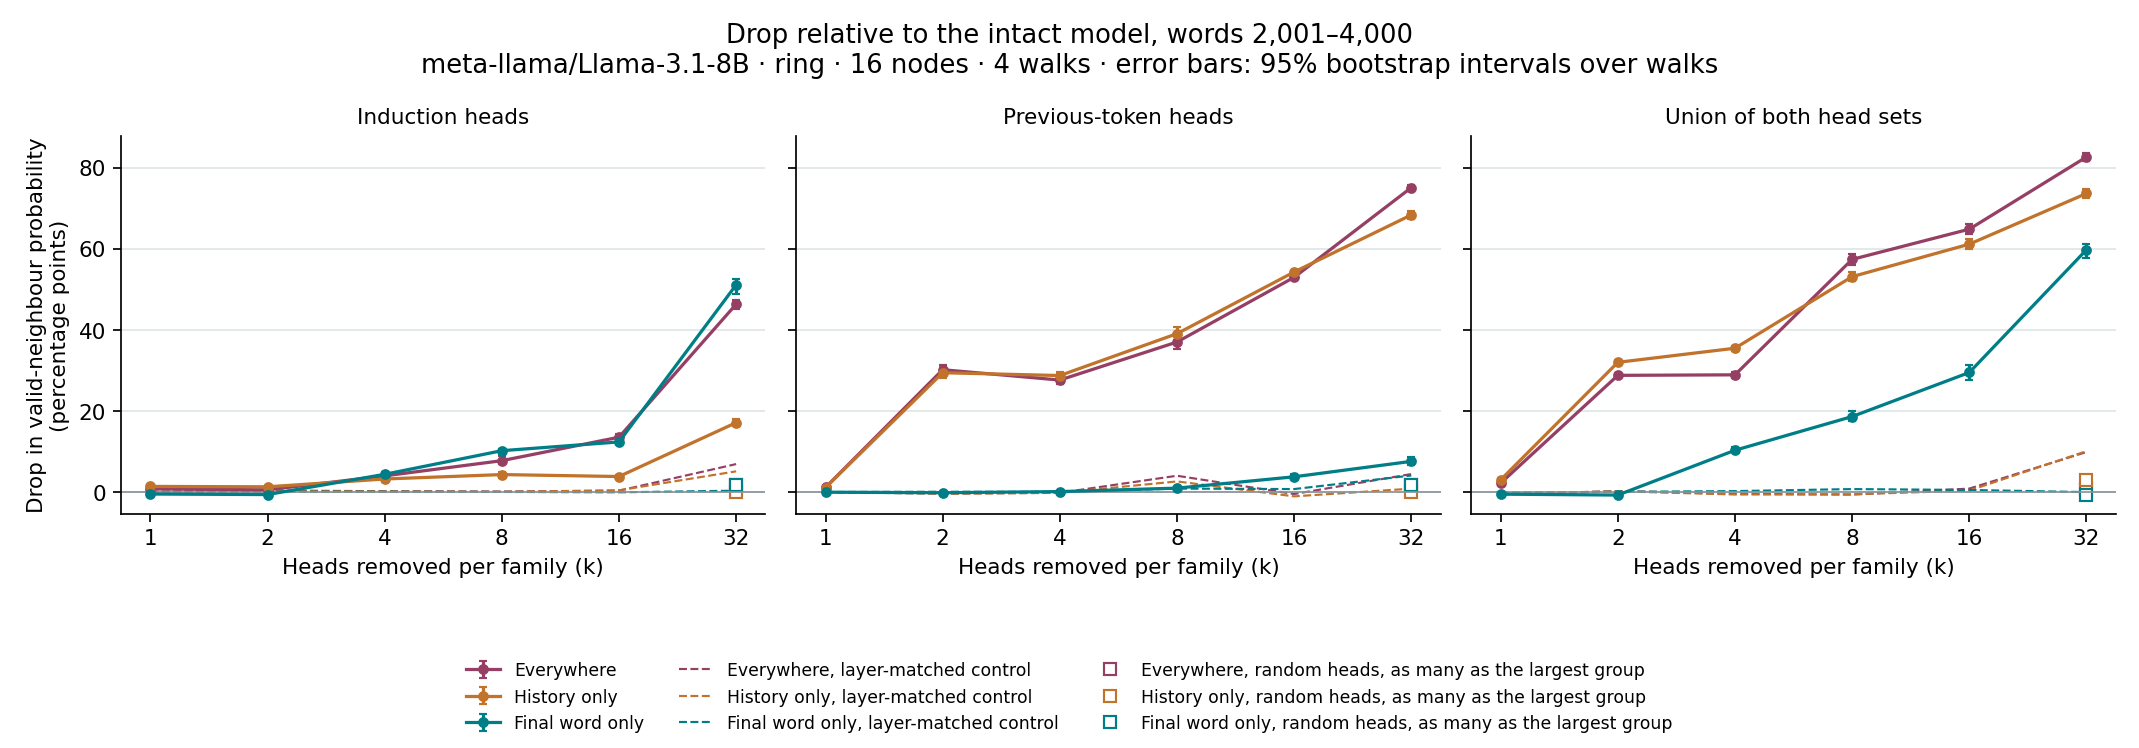 Drop relative to the intact model, words 2,001–4,000
meta-llama/Llama-3.1-8B · ring · 16 nodes · 4 walks · error bars: 95% bootstrap intervals over walks
Induction heads
Previous-token heads
Union of both head sets
Drop in valid-neighbour probability
(percentage points)
80
60
40
20
0
1 2 4 8 16 32
1 2 4 8 16 32
1 2 4 8 16 32
Heads removed per family (k)
Heads removed per family (k)
Heads removed per family (k)
Everywhere
History only
Final word only
Everywhere, layer-matched control
History only, layer-matched control
Final word only, layer-matched control
Everywhere, random heads, as many as the largest group
History only, random heads, as many as the largest group
Final word only, random heads, as many as the largest group